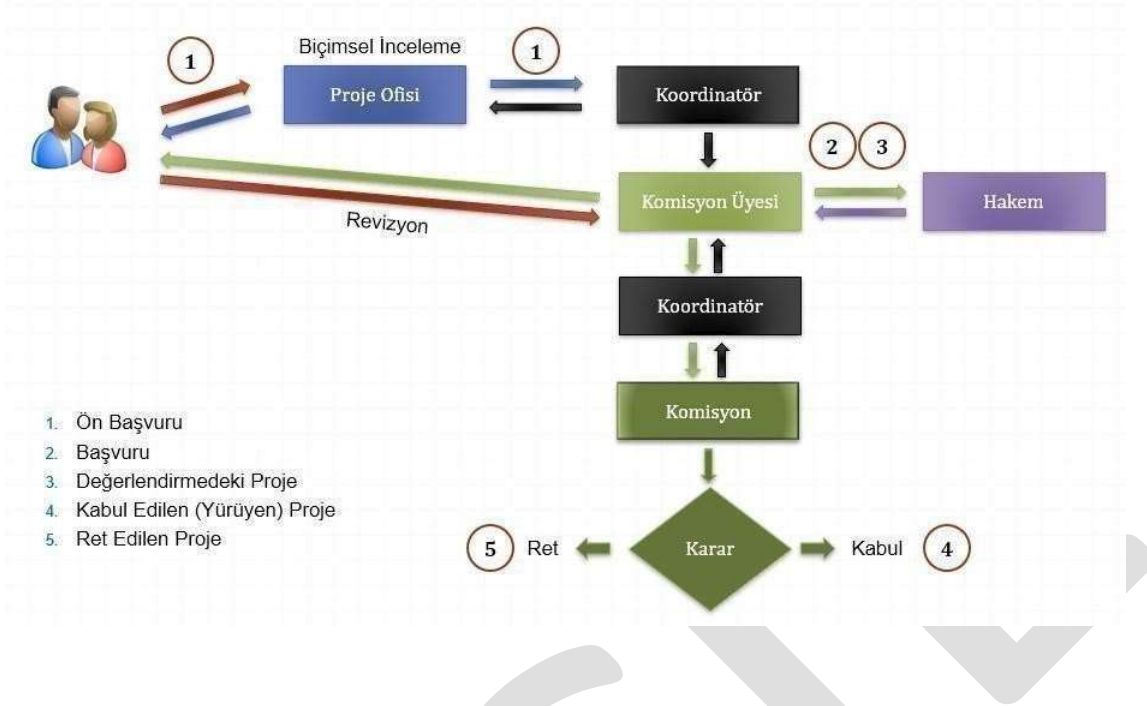 Biçimsel İnceleme
1
1
Proje Ofisi
Koordinatör
2
3
Komisyon Üyesi
Hakem
Revizyon
Koordinatör
Komisyon
1. Ön Başvuru
2. Başvuru
3. Değerlendirmedeki Proje
4. Kabul Edilen (Yürüyen) Proje
5. Ret Edilen Proje
5
Ret
Karar
Kabul
4